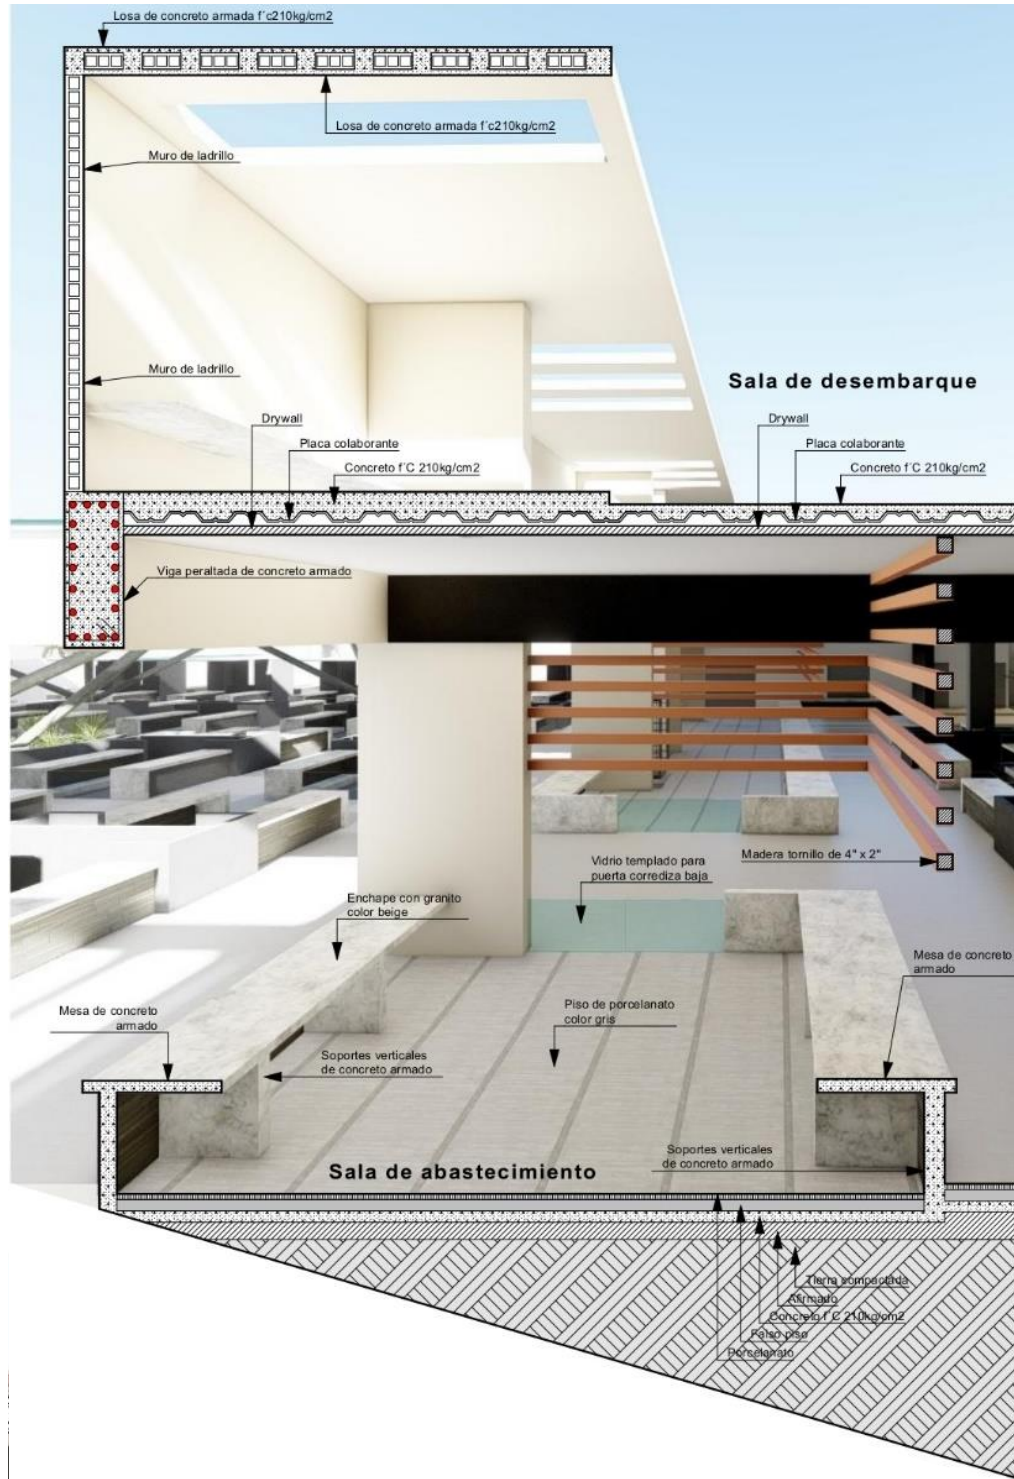 Losa de concreto armada f´c210kg/cm2
Losa de concreto armada f´c210kg/cm2
Muro de ladrillo
Muro de ladrillo
Sala de desembarque
Drywall
Placa colaborante
Concreto f´C 210kg/cm2
Drywall
Placa colaborante
Concreto f´C 210kg/cm2
Viga peraltada de concreto armado
Madera tornillo de 4" x 2"
Vidrio templado para
puerta corrediza baja
Enchape con granito
color beige
Mesa de concreto
armado
Mesa de concreto
armado
Piso de porcelanato
color gris
Soportes verticales
de concreto armado
Soportes verticales
de concreto armado
Sala de abastecimiento
Tierra compactada
Afirmado
Concreto f´C 210kg/cm2
Falso piso
Porcelanato